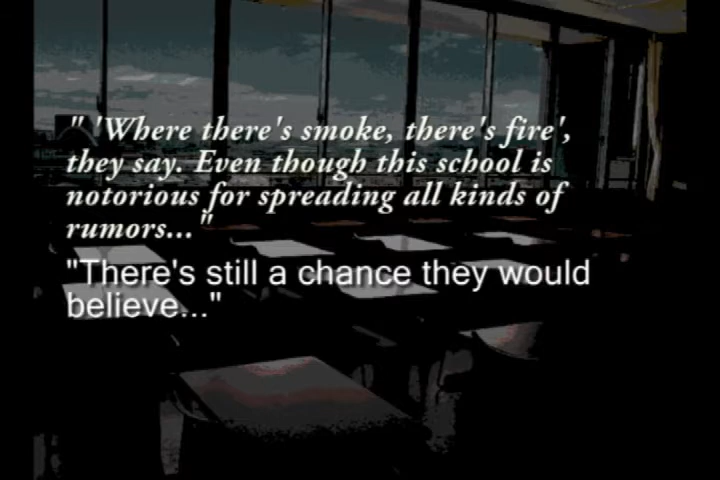 " 'Where there's smoke, there's fire',
they say. Even though this school is
notorious for spreading all kinds of
rumors... "
"There's still a chance they would
believe..."